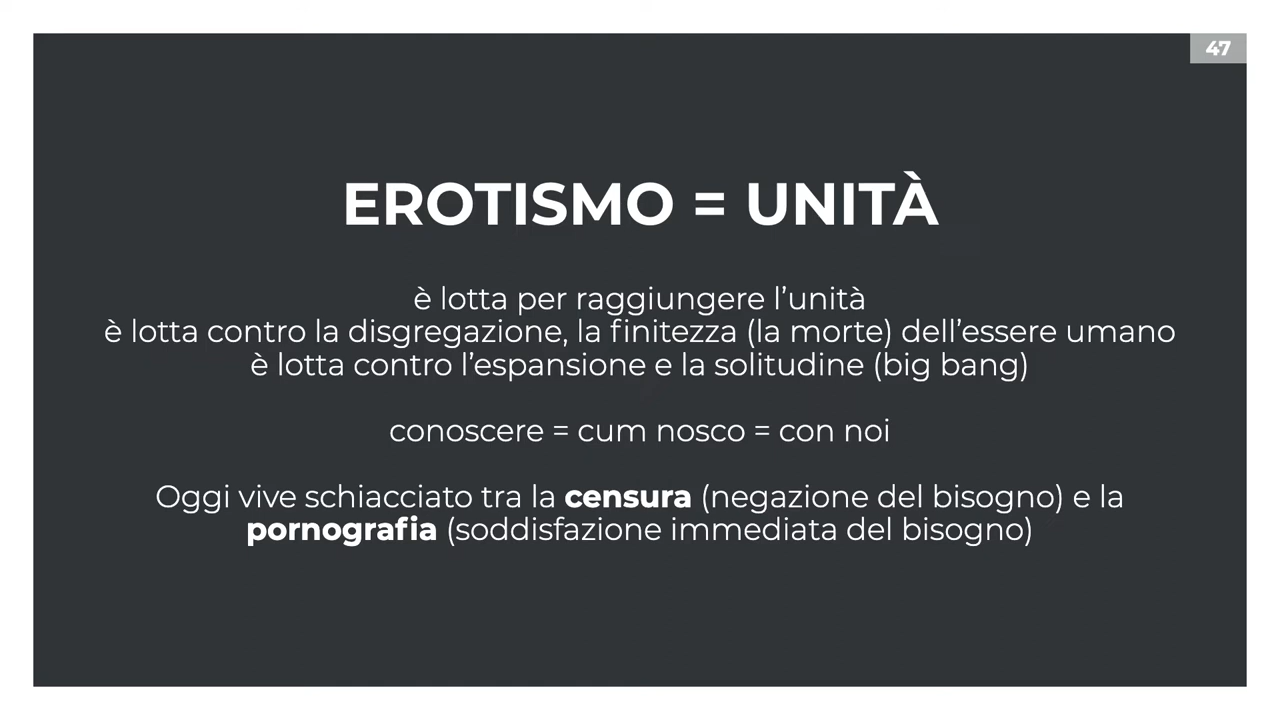 47
EROTISMO = UNITÀ
è lotta per raggiungere l’unità
è lotta contro la disgregazione, la finitezza (la morte) dell’essere umano
è lotta contro l’espansione e la solitudine (big bang)
conoscere = cum nosco = con noi
Oggi vive schiacciato tra la censura (negazione del bisogno) e la
pornografia (soddisfazione immediata del bisogno)